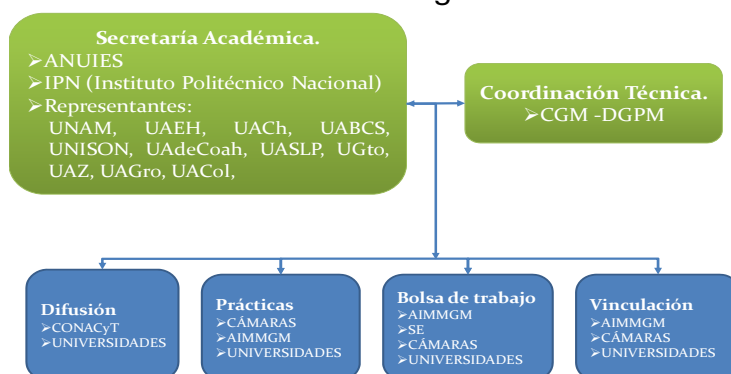 Secretaría Académica.
➢ANUIES
➢IPN (Instituto Politécnico Nacional)
➢Representantes:
UNAM, UAEH, UACh, UABCS,
UNISON, UAdeCoah, UASLP, UGto,
UAZ, UAGro, UACol,
Coordinación Técnica.
➢CGM -DGPM
Difusión
➢CONACyT
➢UNIVERSIDADES
Prácticas
➢CÁMARAS
➢AIMMGM
➢UNIVERSIDADES
Bolsa de trabajo
➢AIMMGM
➢SE
➢CÁMARAS
➢UNIVERSIDADES
Vinculación
➢AIMMGM
➢CÁMARAS
➢UNIVERSIDADES